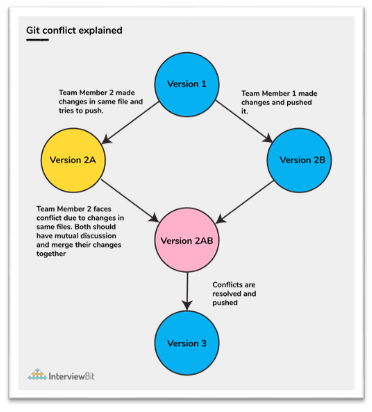 Git conflict explained
Version 1
Team Member 2 made
changes in same file and
tries to push.
Team Member 1 made
changes and pushed
it.
Version 2A
Version 2B
Team Member 2 faces
conflict due to changes in
same files. Both should
have mutual discussion
and merge their changes
together
Version 2AB
Conflicts are
resolved and
pushed
Version 3
InterviewBit